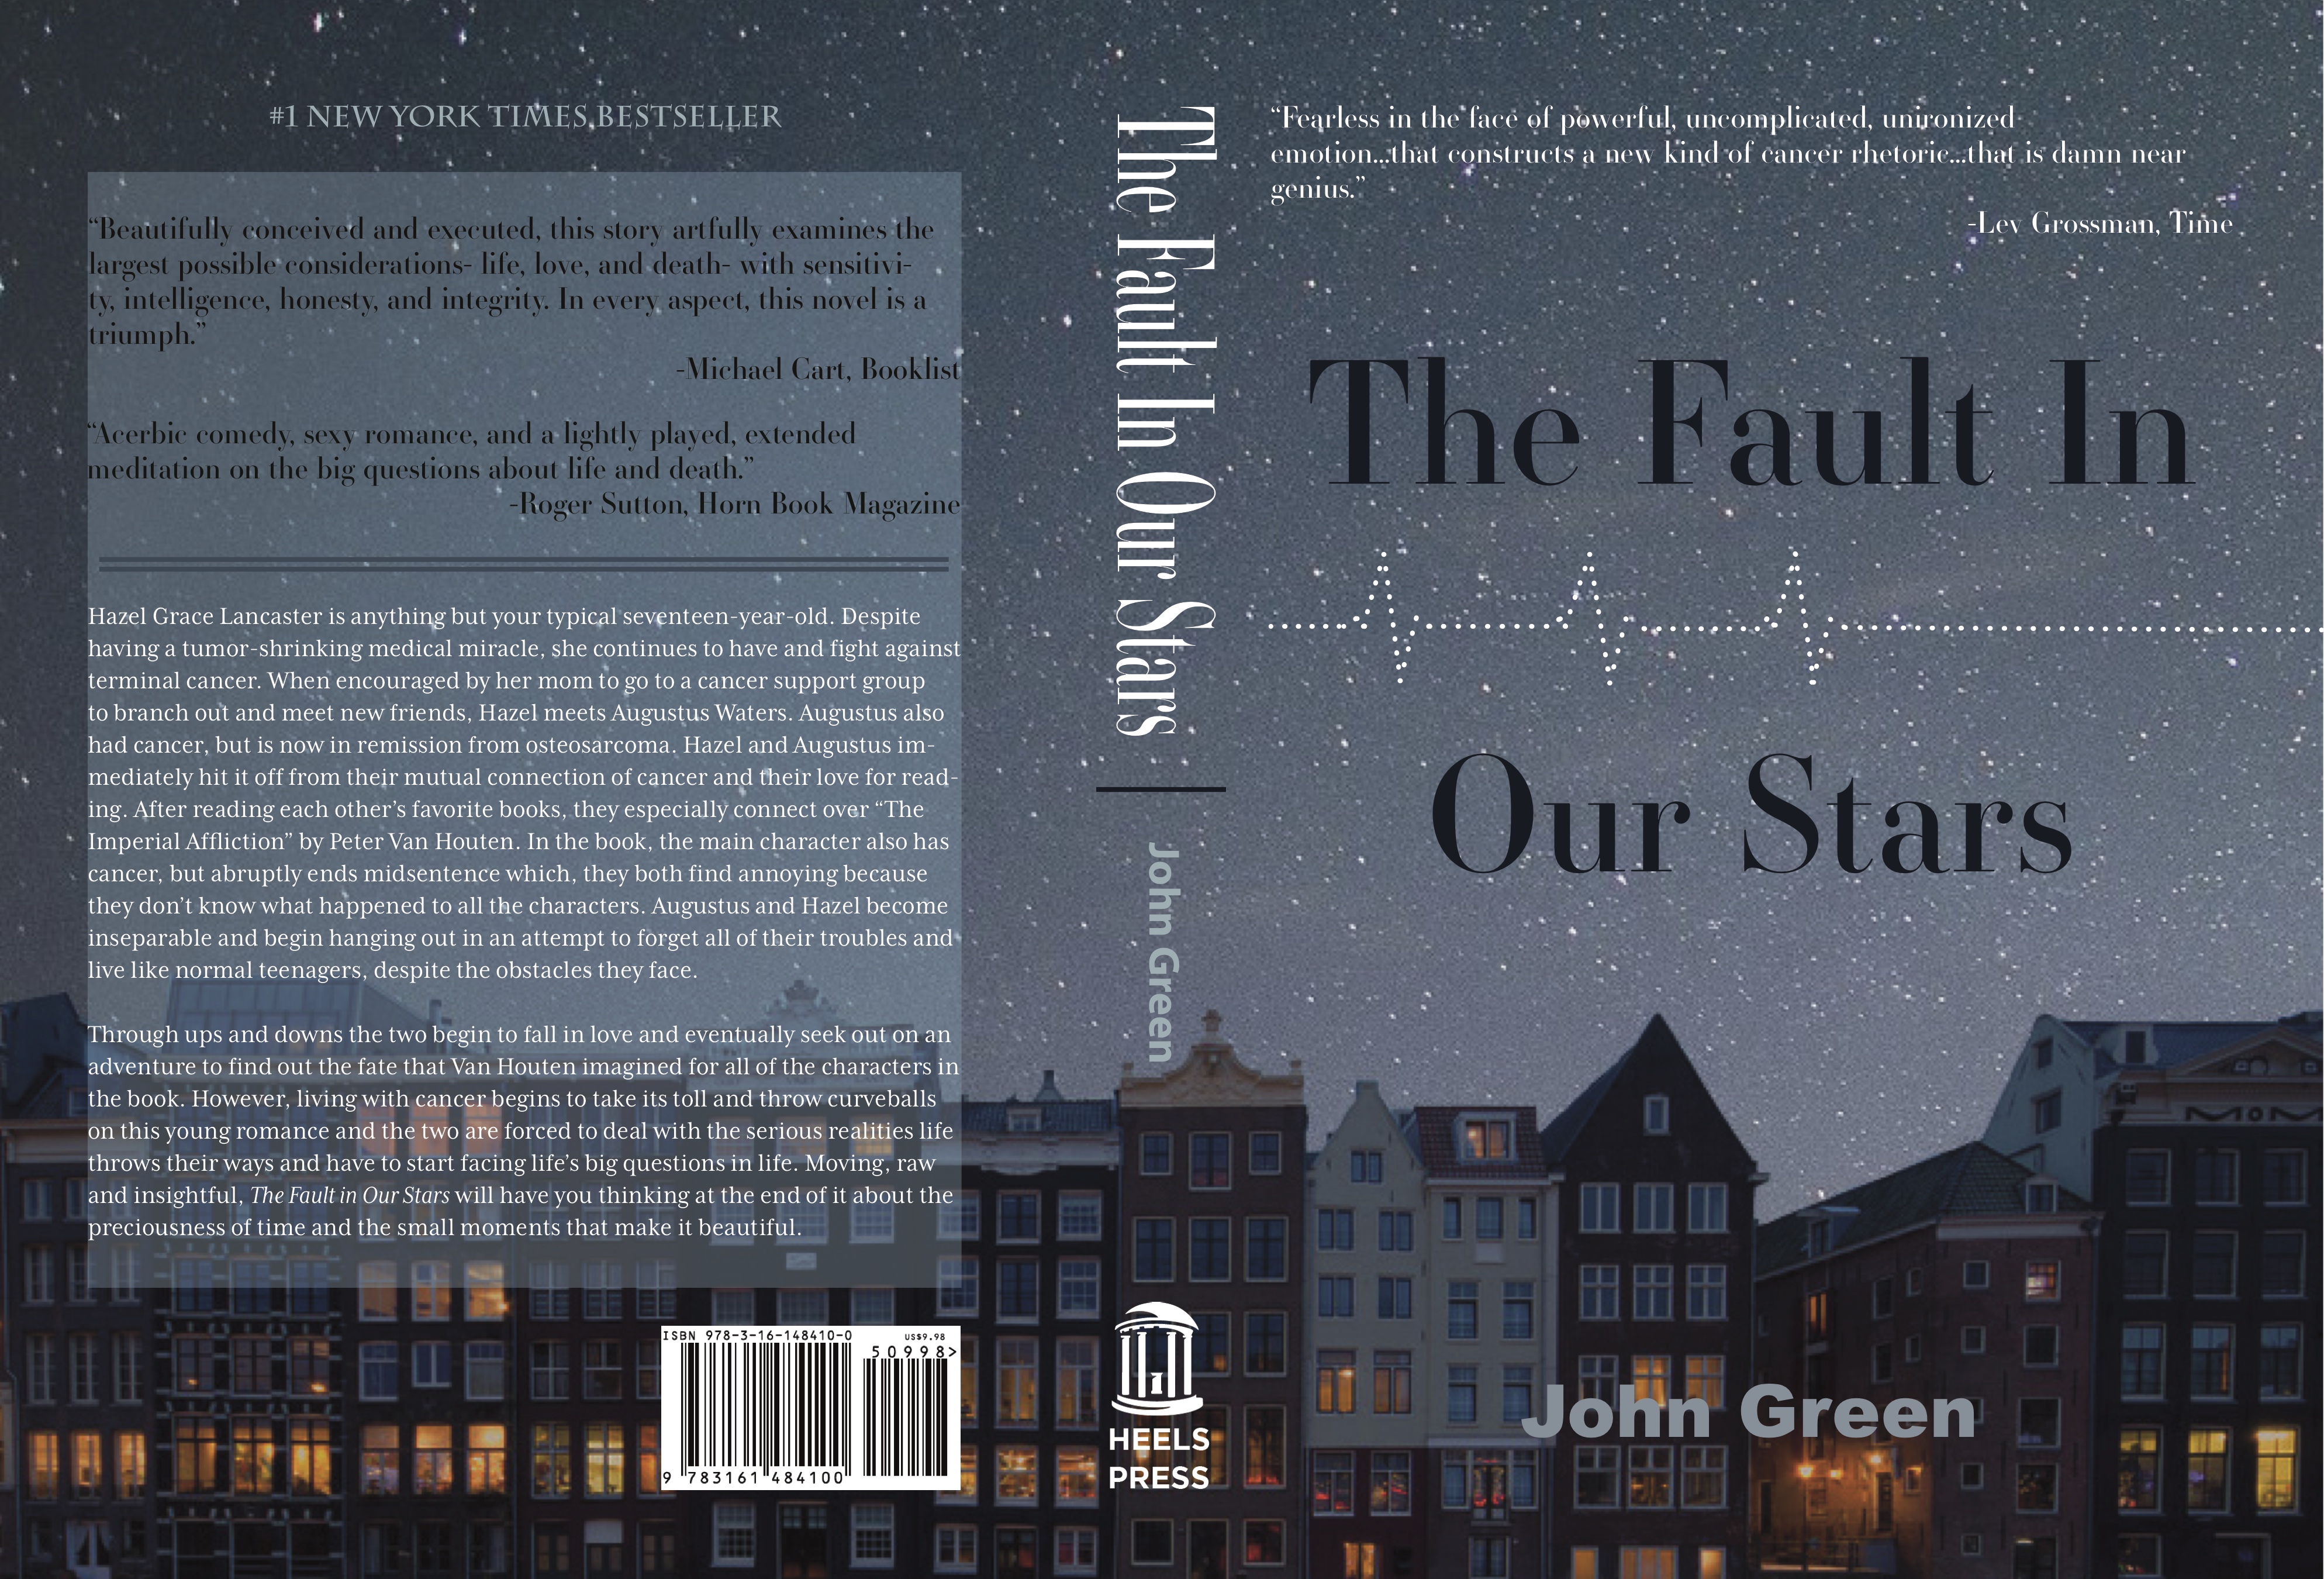 #1 NEW YORK TIMES BESTSELLER
“Beautifully conceived and executed, this story artfully examines the
largest possible considerations- life, love, and death- with sensitivi-
ty, intelligence, honesty, and integrity. In every aspect, this novel is a
triumph.”
-Michael Cart, Booklist
“Acerbic comedy, sexy romance, and a lightly played, extended
meditation on the big questions about life and death.”
-Roger Sutton, Horn Book Magazine
Hazel Grace Lancaster is anything but your typical seventeen-year-old. Despite
having a tumor-shrinking medical miracle, she continues to have and fight against
terminal cancer. When encouraged by her mom to go to a cancer support group
to branch out and meet new friends, Hazel meets Augustus Waters. Augustus also
had cancer, but is now in remission from osteosarcoma. Hazel and Augustus im-
mediately hit it off from their mutual connection of cancer and their love for read-
ing. After reading each other’s favorite books, they especially connect over “The
Imperial Affliction” by Peter Van Houten. In the book, the main character also has
cancer, but abruptly ends midsentence which, they both find annoying because
they don’t know what happened to all the characters. Augustus and Hazel become
inseparable and begin hanging out in an attempt to forget all of their troubles and
live like normal teenagers, despite the obstacles they face.
Through ups and downs the two begin to fall in love and eventually seek out on an
adventure to find out the fate that Van Houten imagined for all of the characters in
the book. However, living with cancer begins to take its toll and throw curveballs
on this young romance and the two are forced to deal with the serious realities life
throws their ways and have to start facing life’s big questions in life. Moving, raw
and insightful, The Fault in Our Stars will have you thinking at the end of it about the
preciousness of time and the small moments that make it beautiful.
ISBN 978-3-16-148410-0
US$9.98
50998>
9 783161 484100
The Fault In Our Stars
John Green
HEELS
PRESS
“Fearless in the face of powerful, uncomplicated, unironized
emotion...that constructs a new kind of cancer rhetoric...that is damn near
genius.”
-Lev Grossman, Time
The Fault In
Our Stars
John Green